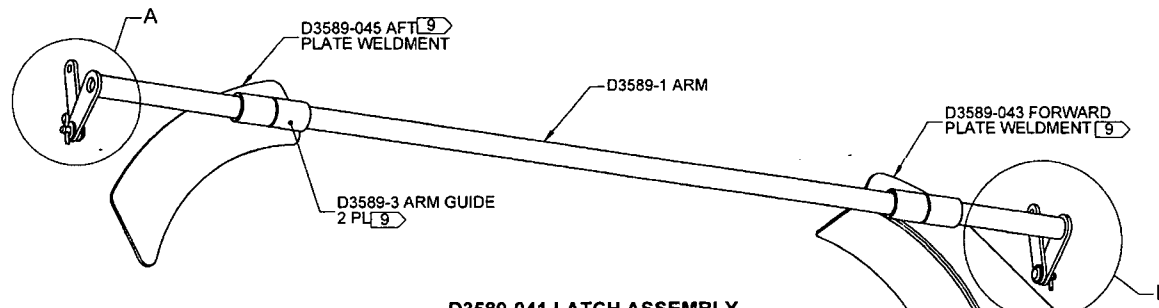 A
D3589-045 AFT 9
PLATE WELDMENT
D3589-1 ARM
D3589-043 FORWARD
PLATE WELDMENT 9
D3589-3 ARM GUIDE
2 PL 9